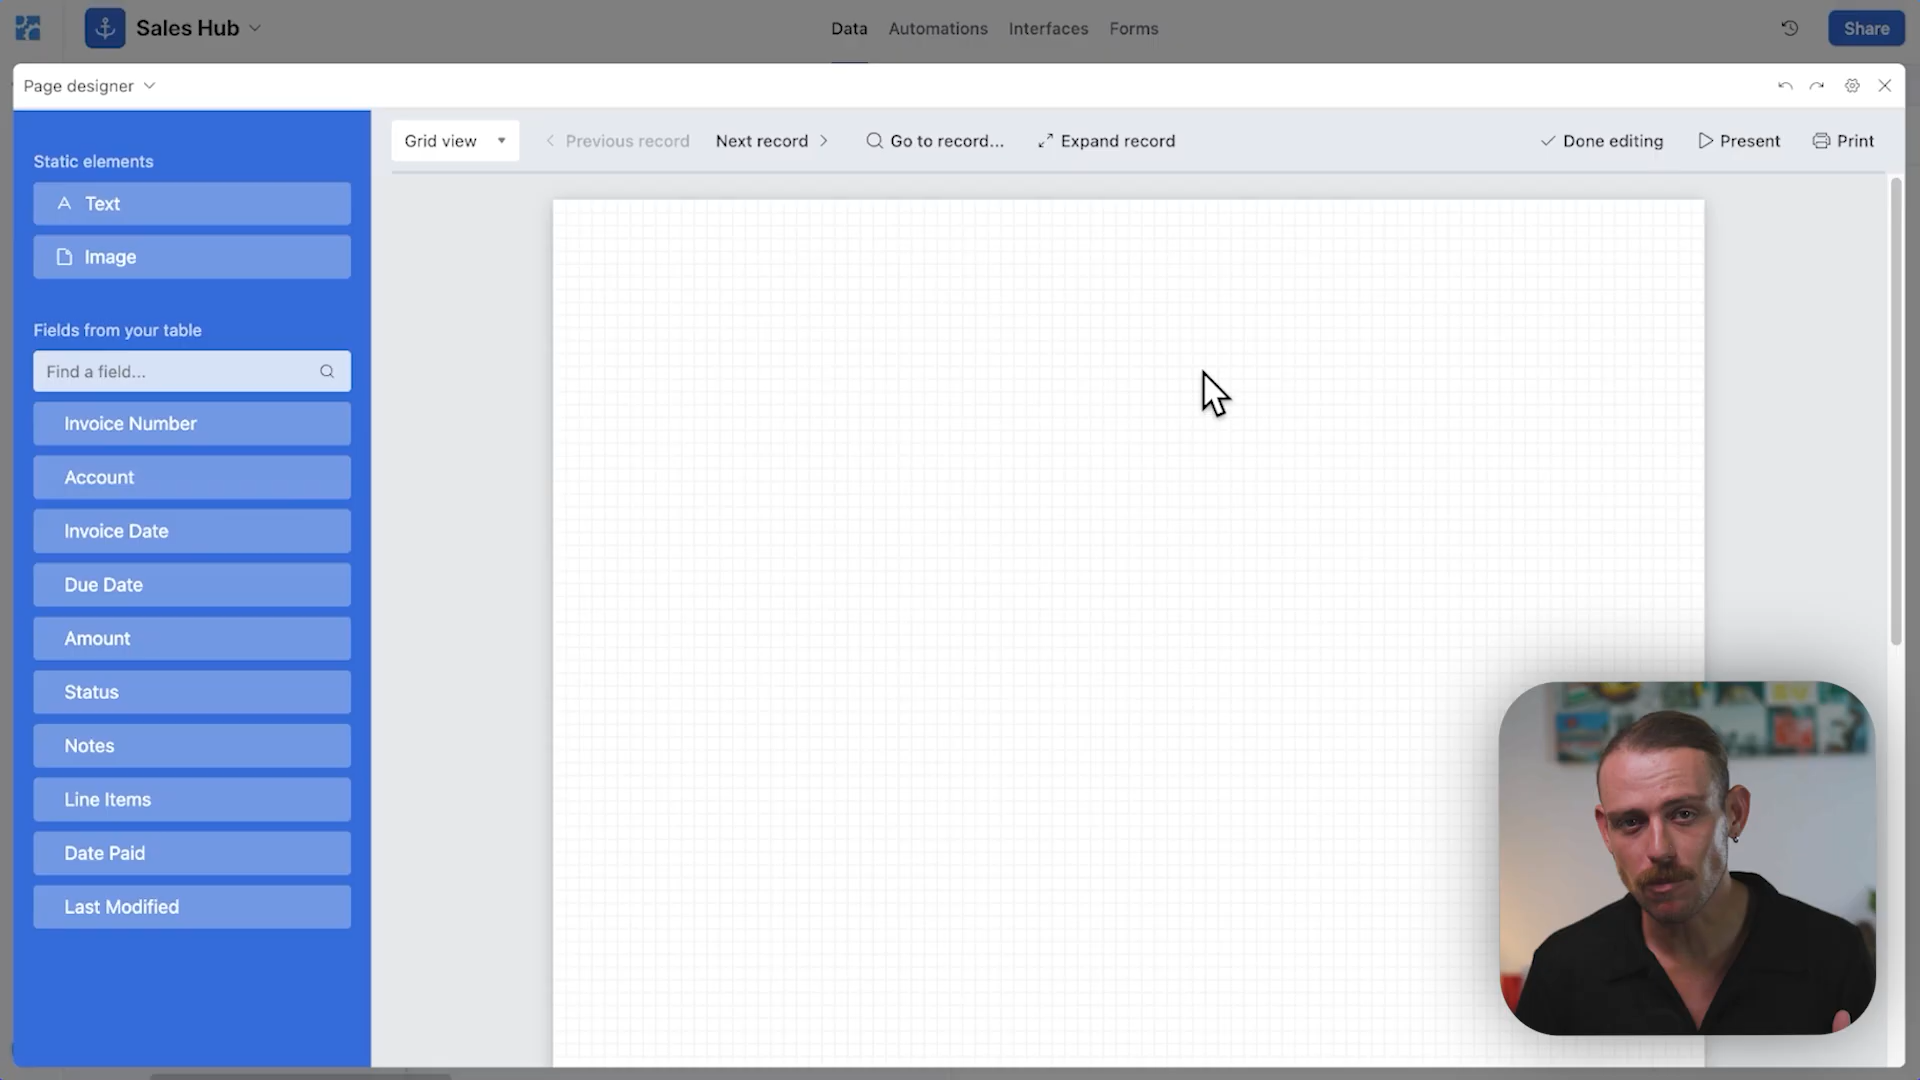 Sales Hub
Data
Automations
Interfaces
Forms
Share
Page designer
Static elements
Text
Image
Fields from your table
Find a field...
Invoice Number
Account
Invoice Date
Due Date
Amount
Status
Notes
Line Items
Date Paid
Last Modified
Grid view
Previous record
Next record
Go to record...
Expand record
Done editing
Present
Print